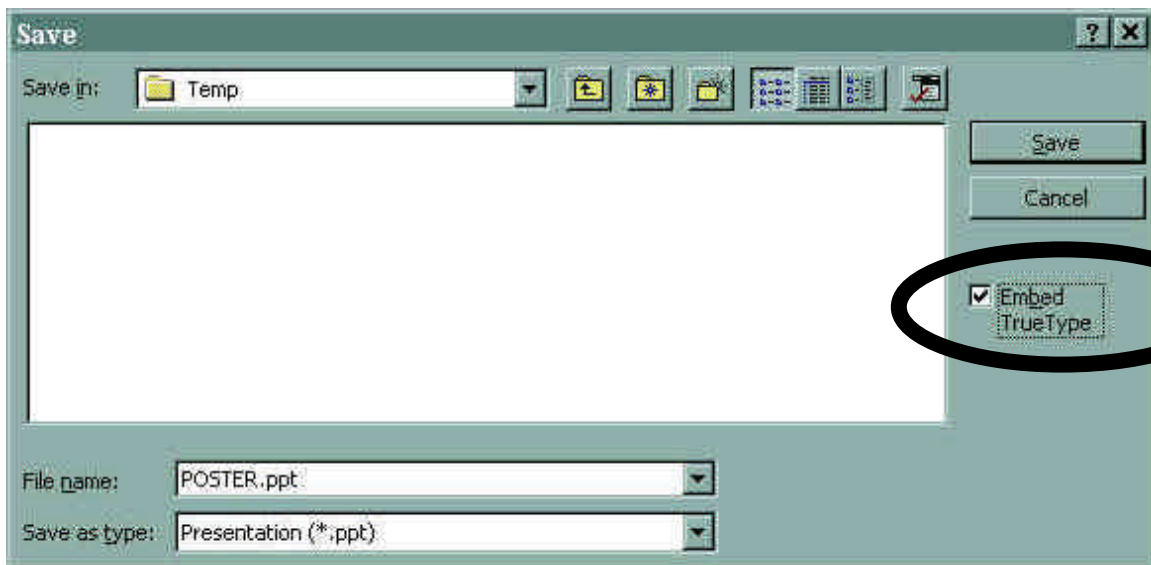 Save
Save in: Temp
Save
Cancel
Embed
TrueType
File name: POSTER.ppt
Save as type: Presentation (*.ppt)